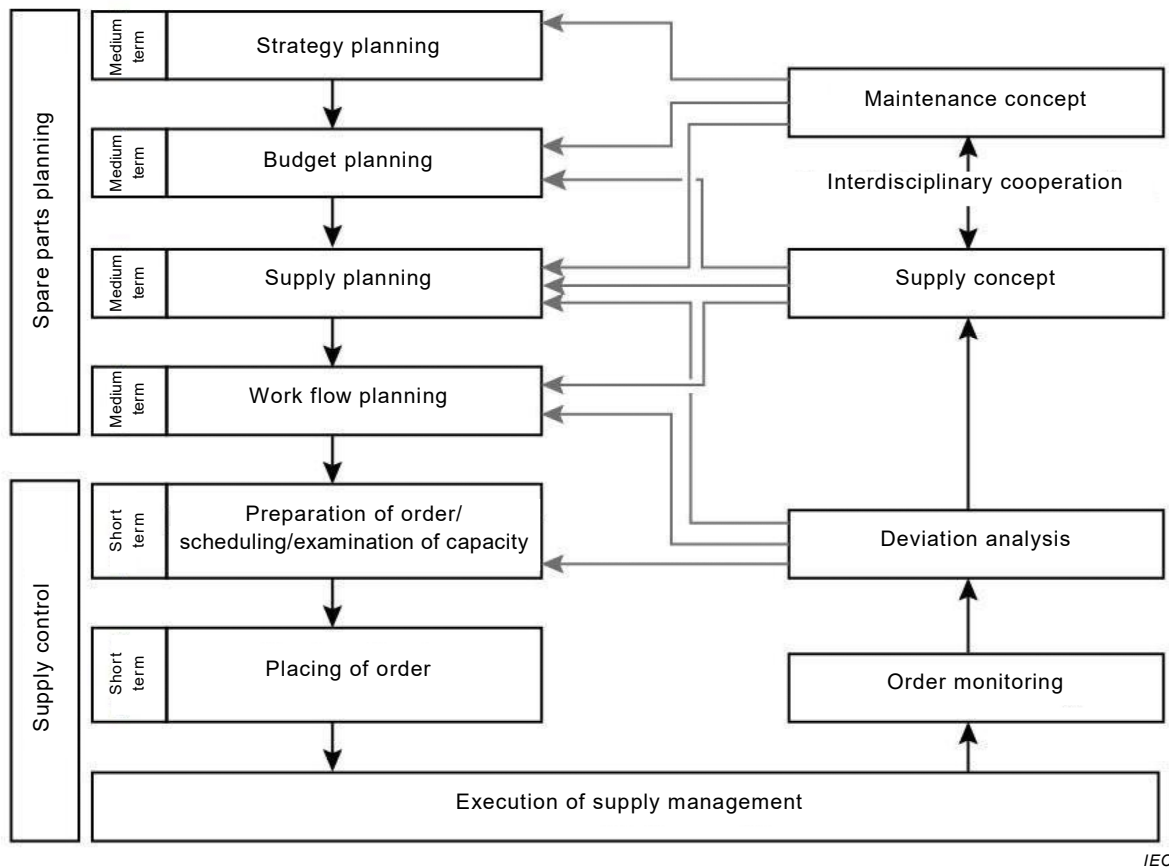 Spare parts planning
Medium
term
Strategy planning
Medium
term
Budget planning
Medium
term
Supply planning
Medium
term
Work flow planning
Maintenance concept
Interdisciplinary cooperation
Supply concept
Supply control
Short
term
Preparation of order/
scheduling/examination of capacity
Deviation analysis
Short
term
Placing of order
Order monitoring
Execution of supply management
IEC